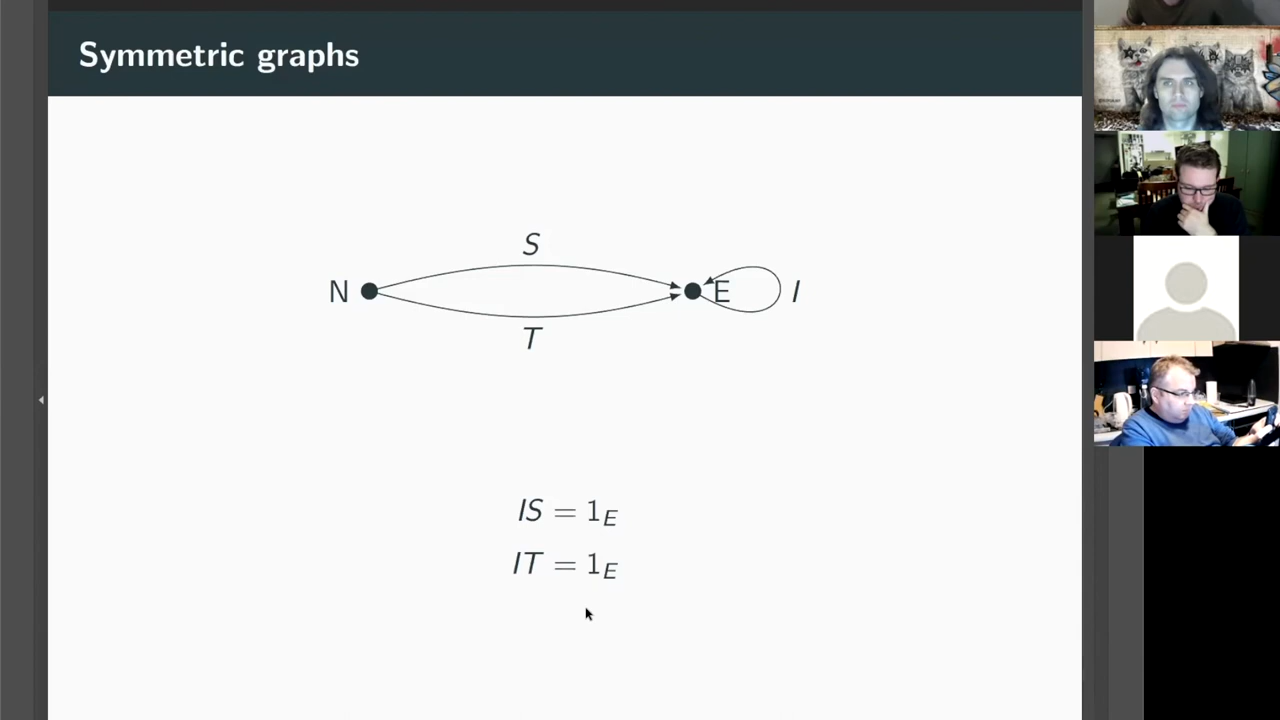 Symmetric graphs
S
N
E
I
T
IS = 1_E
IT = 1_E